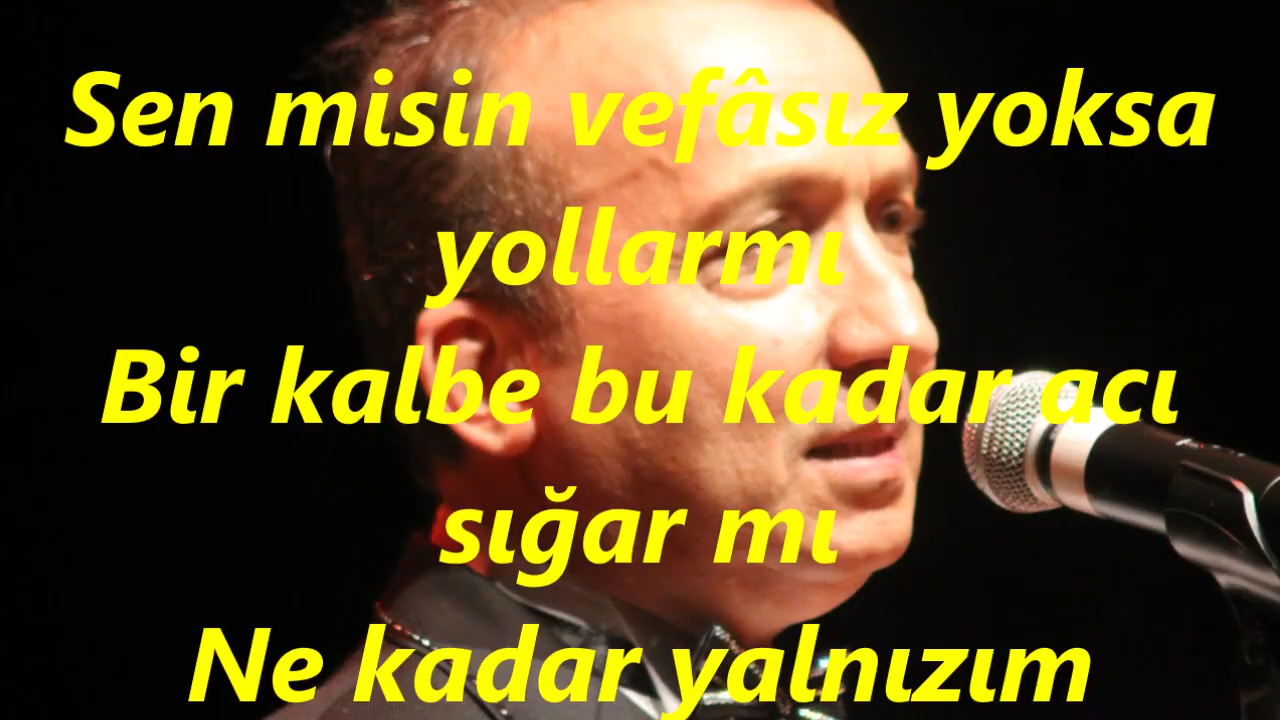 Sen misin vefâsız yoksa
yollarmı
Bir kalbe bu kadar acı
sığar mı
Ne kadar yalnızım